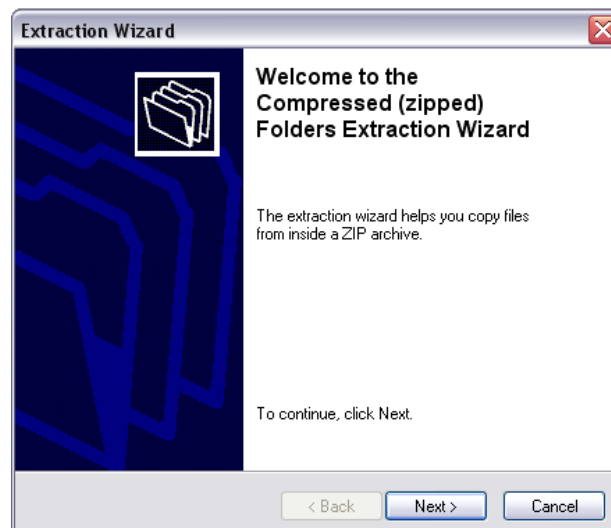 Extraction Wizard
Welcome to the
Compressed (zipped)
Folders Extraction Wizard
The extraction wizard helps you copy files
from inside a ZIP archive.
To continue, click Next.
< Back
Next >
Cancel